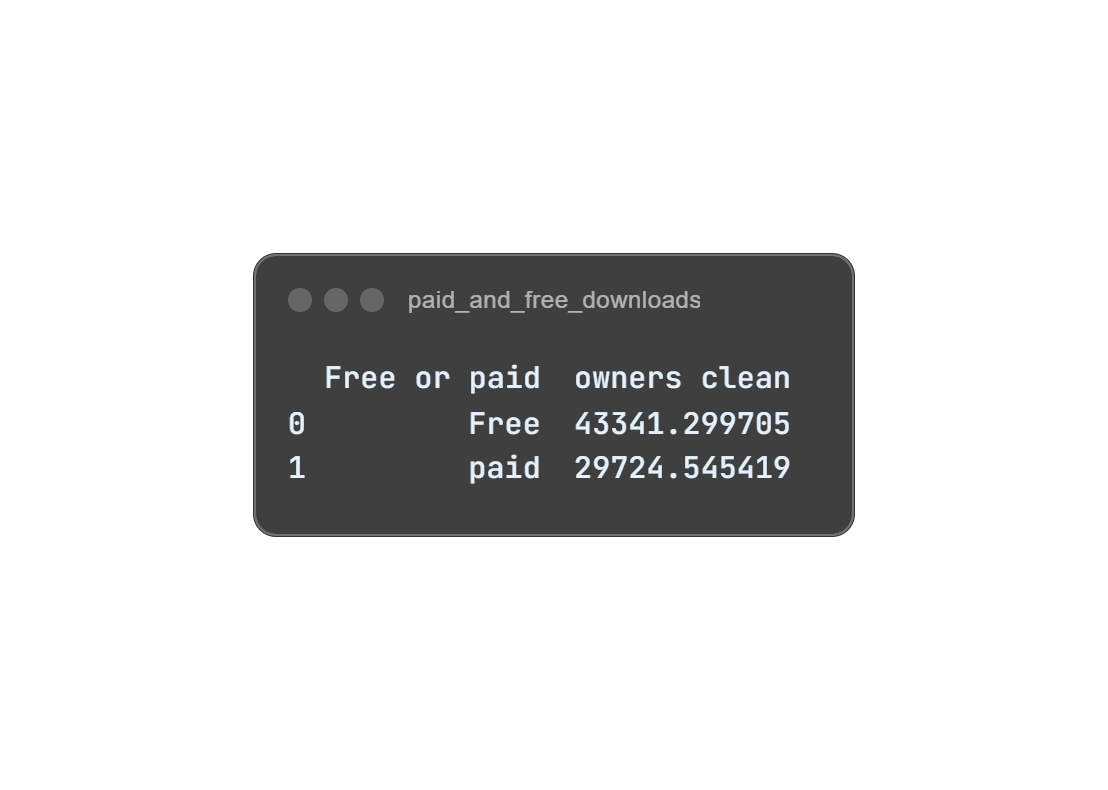 paid_and_free_downloads
Free or paid owners clean
0 Free 43341.299705
1 paid 29724.545419